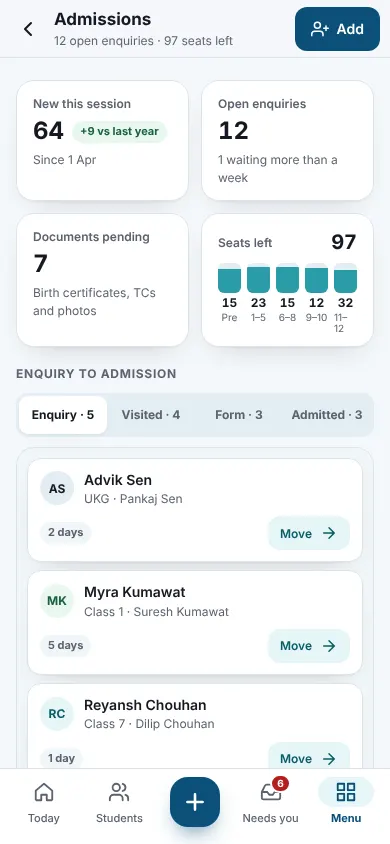 Admissions
12 open enquiries · 97 seats left
Add
New this session
64 +9 vs last year
Since 1 Apr
Open enquiries
12
1 waiting more than a
week
Documents pending
7
Birth certificates, TCs
and photos
Seats left 97
15 23 15 12 32
Pre 1–5 6–8 9–10 11–
12
ENQUIRY TO ADMISSION
Enquiry · 5 Visited · 4 Form · 3 Admitted · 3
AS Advik Sen
UKG · Pankaj Sen
2 days Move
MK Myra Kumawat
Class 1 · Suresh Kumawat
5 days Move
RC Reyansh Chouhan
Class 7 · Dilip Chouhan
1 day Move
6
Today Students Needs you Menu